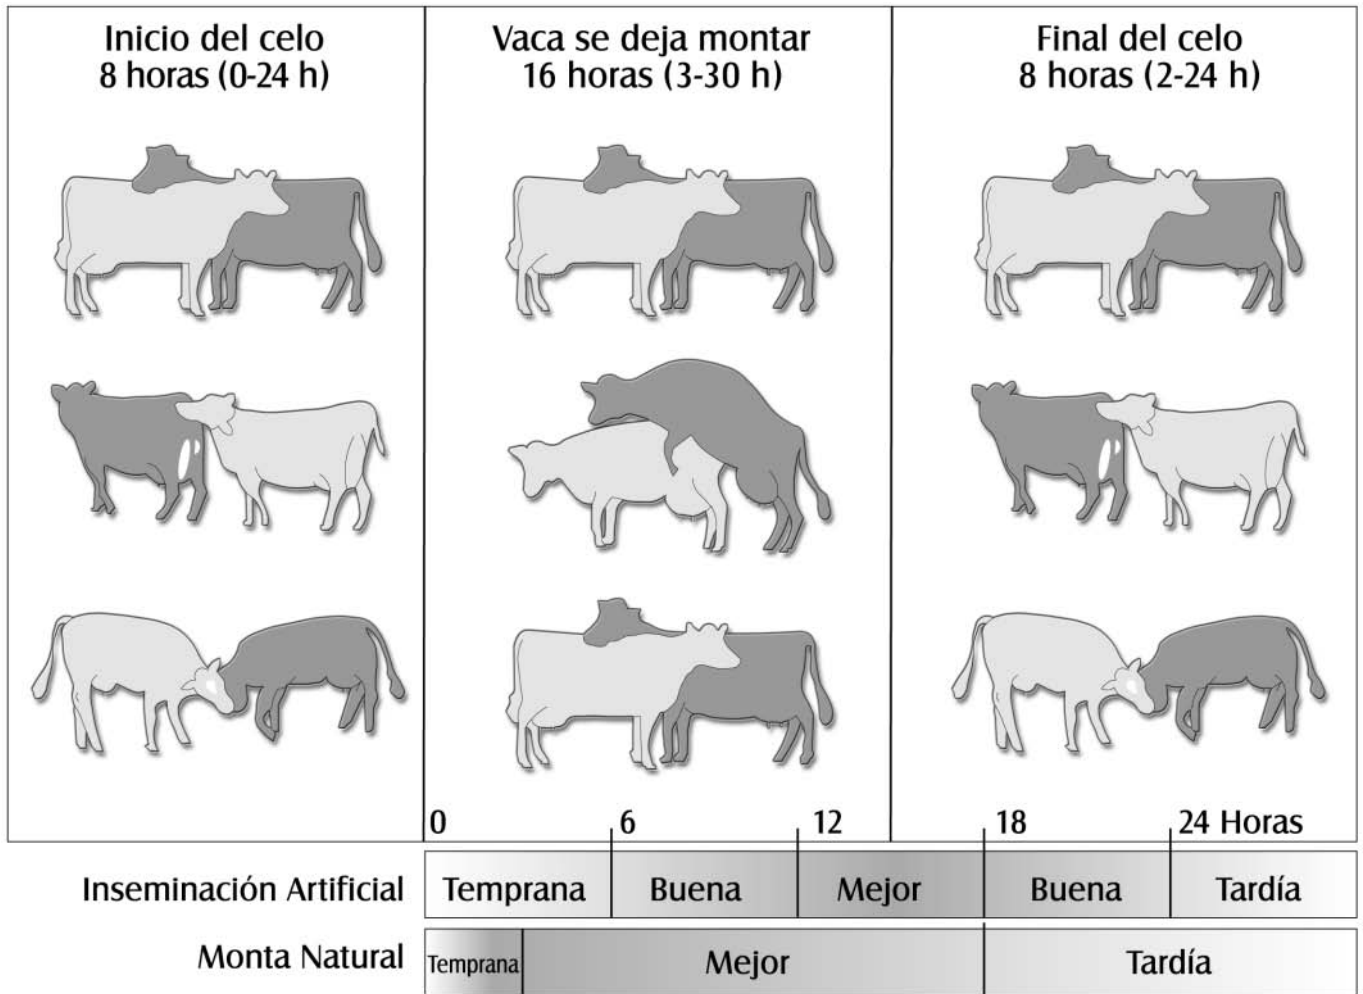 Inicio del celo
8 horas (0-24 h)
Vaca se deja montar
16 horas (3-30 h)
Final del celo
8 horas (2-24 h)
0 6 12 18 24 Horas
Inseminación Artificial Temprana Buena Mejor Buena Tardía
Monta Natural Temprana Mejor Tardía